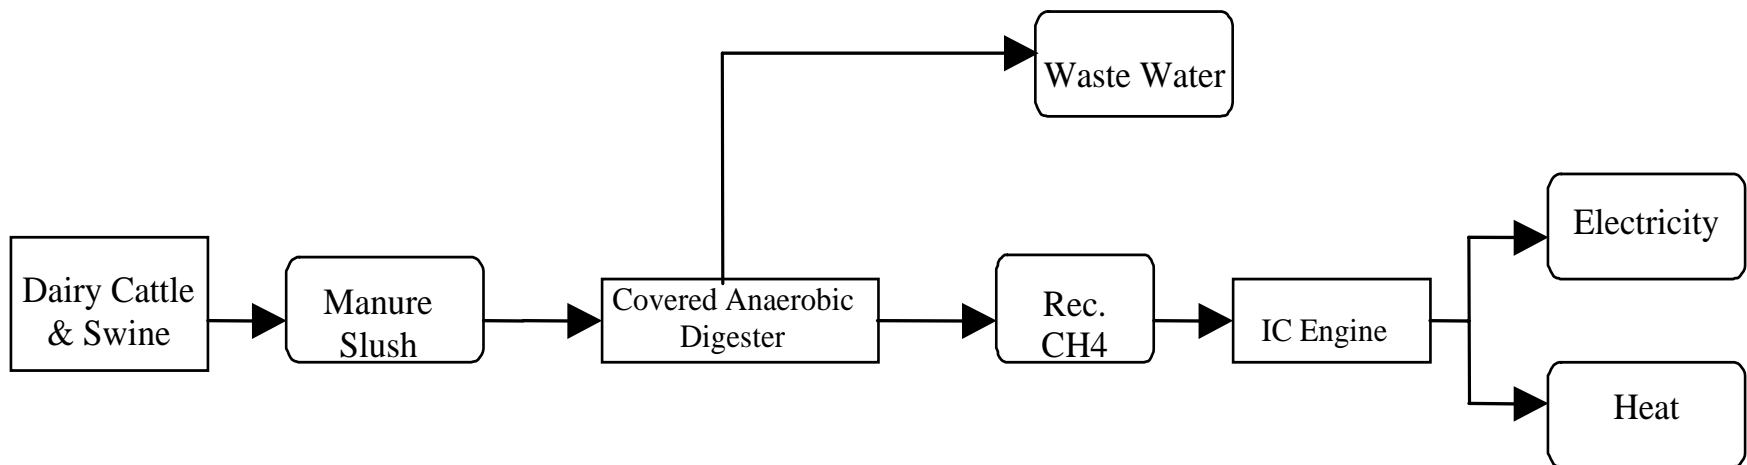 Waste Water
Electricity
Dairy Cattle
& Swine
Manure
Slush
Covered Anaerobic
Digester
Rec.
CH4
IC Engine
Heat